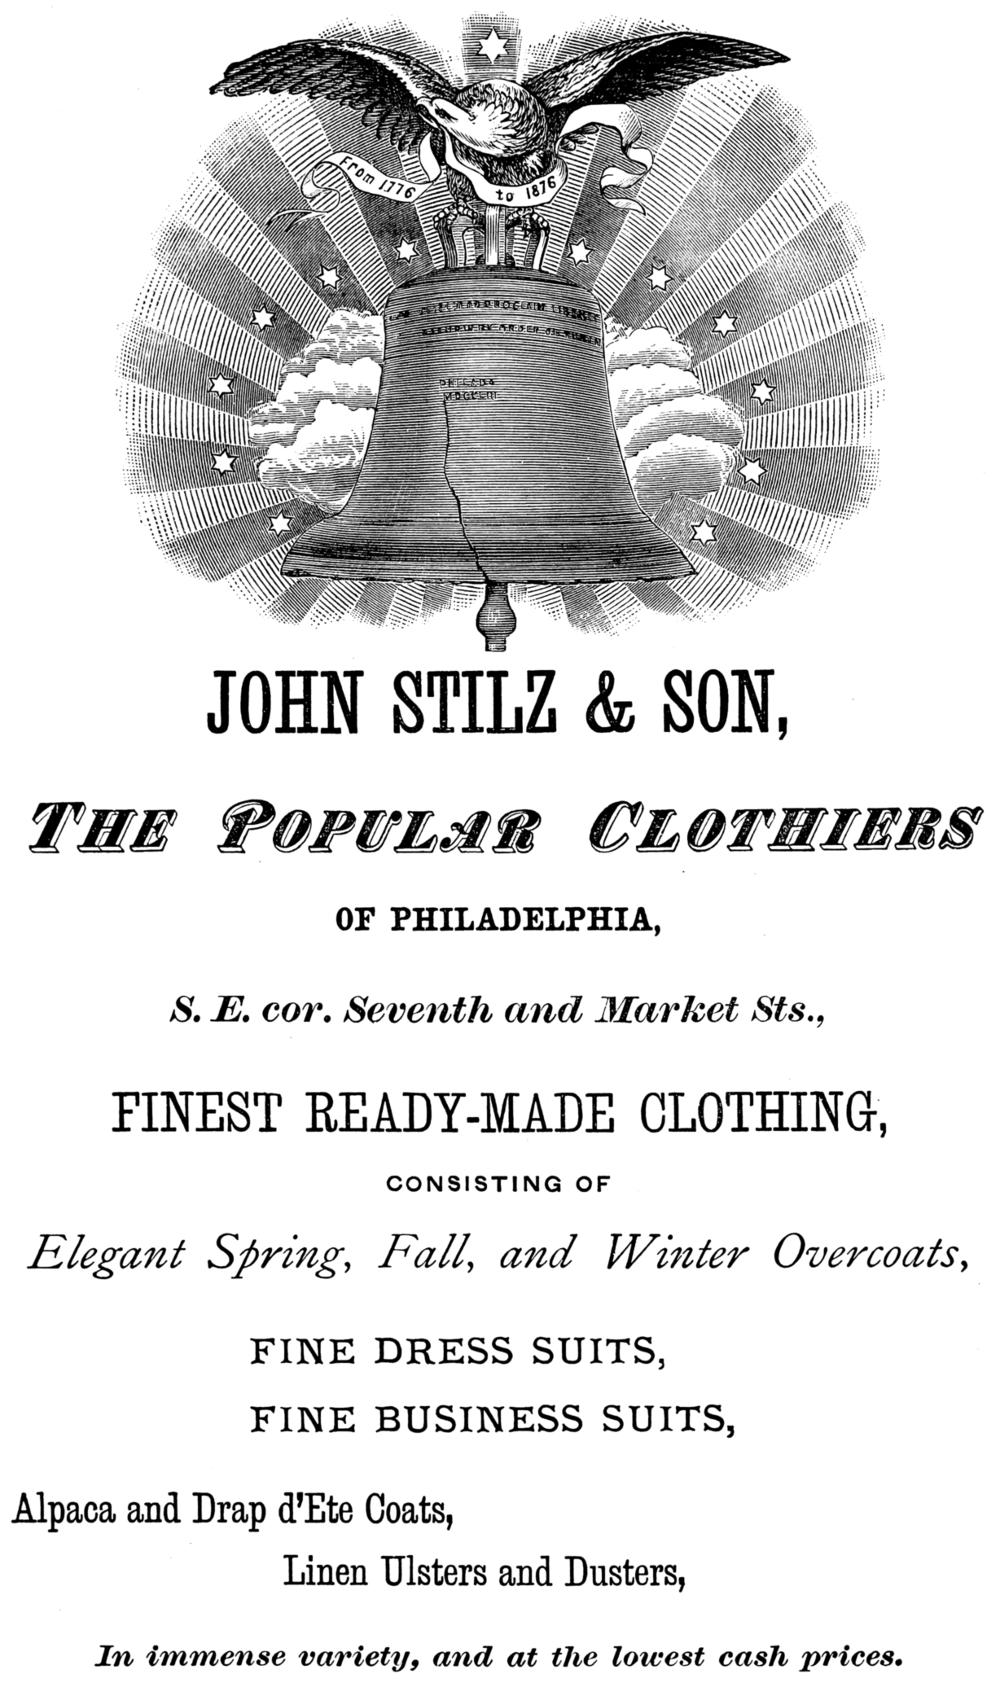 From 1776
to 1876
PHILADA
MDCCLIII
JOHN STILZ & SON,
THE POPULAR CLOTHIERS
OF PHILADELPHIA,
S. E. cor. Seventh and Market Sts.,
FINEST READY-MADE CLOTHING,
CONSISTING OF
Elegant Spring, Fall, and Winter Overcoats,
FINE DRESS SUITS,
FINE BUSINESS SUITS,
Alpaca and Drap d'Ete Coats,
Linen Ulsters and Dusters,
In immense variety, and at the lowest cash prices.